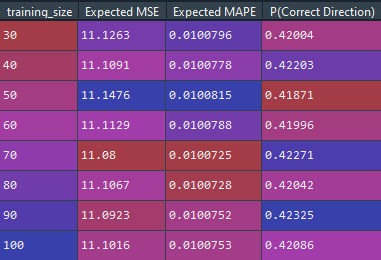 training_size Expected MSE Expected MAPE P(Correct Direction)
30 11.1263 0.0100796 0.42004
40 11.1091 0.0100778 0.42203
50 11.1476 0.0100815 0.41871
60 11.1129 0.0100788 0.41996
70 11.08 0.0100725 0.42271
80 11.1067 0.0100728 0.42042
90 11.0923 0.0100752 0.42325
100 11.1016 0.0100753 0.42086